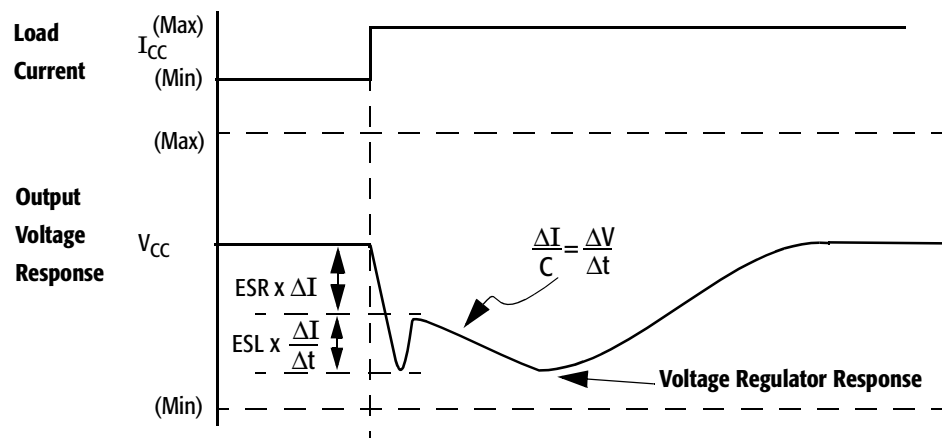 Load
Current
I_CC
(Max)
(Min)
(Max)
Output
Voltage
Response
V_CC
ESR x ΔI
ESL x ΔI/Δt
ΔI/C = ΔV/Δt
Voltage Regulator Response
(Min)